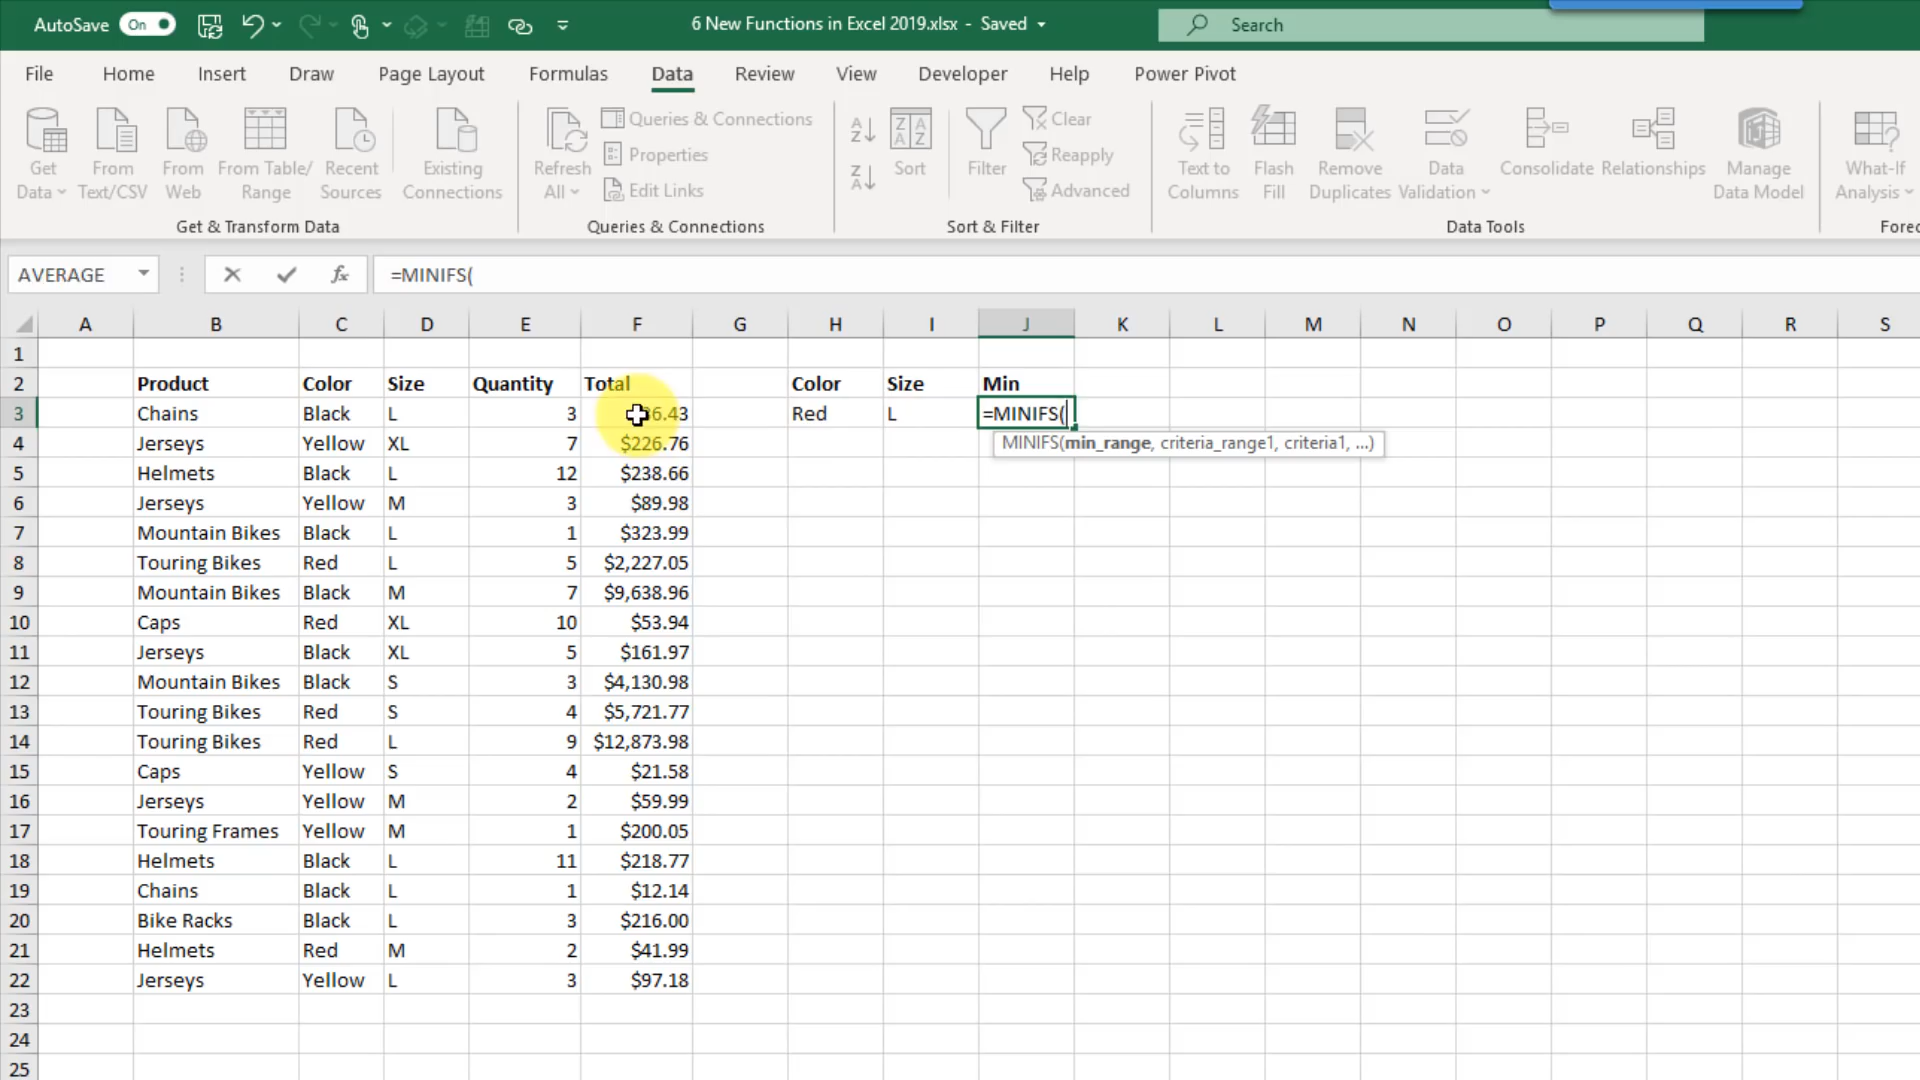 AutoSave On 6 New Functions in Excel 2019.xlsx - Saved Search
File Home Insert Draw Page Layout Formulas Data Review View Developer Help Power Pivot
Get Data From Text/CSV From Web From Table/ Range Recent Sources Existing Connections
Get & Transform Data
Refresh All Queries & Connections
Properties
Edit Links
Queries & Connections
Sort Filter Clear
Reapply
Advanced
Sort & Filter
Text to Columns Flash Fill Remove Duplicates Data Validation Consolidate Relationships Manage Data Model
Data Tools
What-If Analysis
AVERAGE fx =MINIFS(
A B C D E F G H I J K L M N O P Q R S
1
2 Product Color Size Quantity Total Color Size Min
3 Chains Black L 3 6.43 Red L =MINIFS(
MINIFS(min_range, criteria_range1, criteria1, ...)
4 Jerseys Yellow XL 7 $226.76
5 Helmets Black L 12 $238.66
6 Jerseys Yellow M 3 $89.98
7 Mountain Bikes Black L 1 $323.99
8 Touring Bikes Red L 5 $2,227.05
9 Mountain Bikes Black M 7 $9,638.96
10 Caps Red XL 10 $53.94
11 Jerseys Black XL 5 $161.97
12 Mountain Bikes Black S 3 $4,130.98
13 Touring Bikes Red S 4 $5,721.77
14 Touring Bikes Red L 9 $12,873.98
15 Caps Yellow S 4 $21.58
16 Jerseys Yellow M 2 $59.99
17 Touring Frames Yellow M 1 $200.05
18 Helmets Black L 11 $218.77
19 Chains Black L 1 $12.14
20 Bike Racks Black L 3 $216.00
21 Helmets Red M 2 $41.99
22 Jerseys Yellow L 3 $97.18
23
24
25